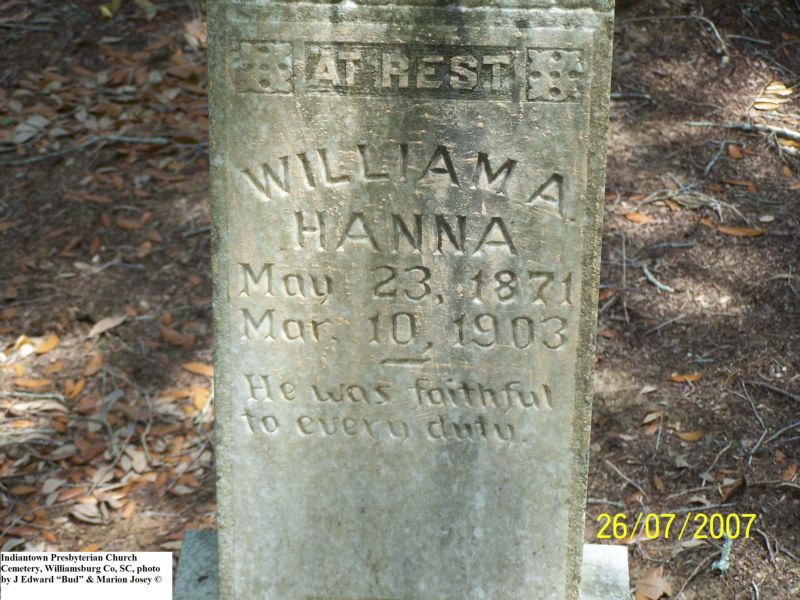 AT REST
WILLIAM A.
HANNA
May 23, 1871
Mar. 10, 1903
He was faithful
to every duty.
26/07/2007
Indiantown Presbyterian Church
Cemetery, Williamsburg Co, SC, photo
by J Edward “Bud” & Marion Josey ©